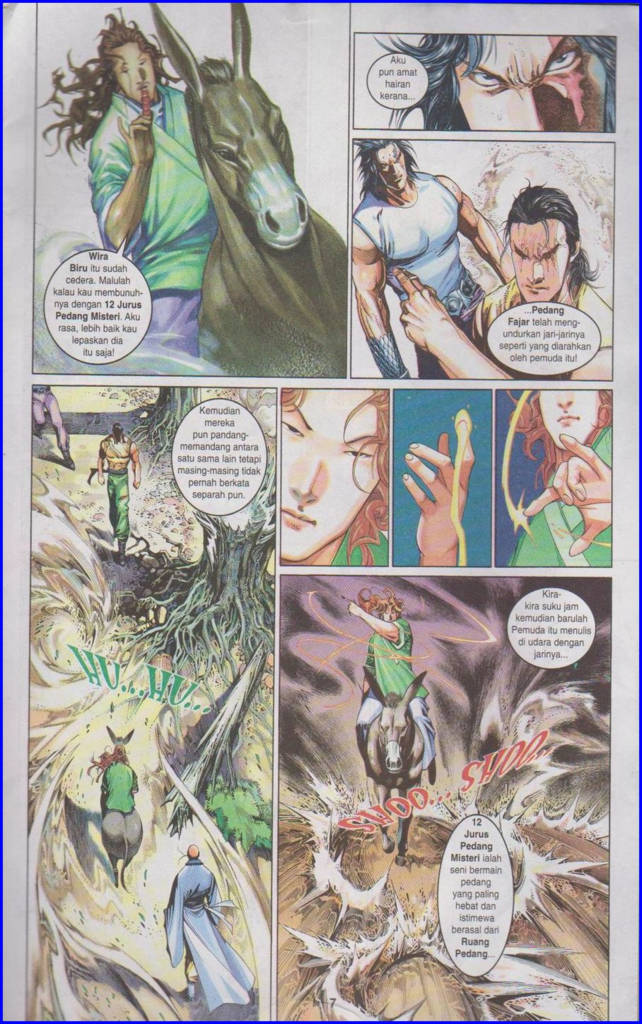 Wira
Biru itu sudah
cedera. Malulah
kalau kau membunuh-
nya dengan 12 Jurus
Pedang Misteri. Aku
rasa, lebih baik kau
lepaskan dia
itu saja!
Aku
pun amat
hairan
kerana...
...Pedang
Fajar telah meng-
undurkan jari-jarinya
seperti yang diarahkan
oleh pemuda itu!
Kemudian
mereka
pun pandang-
memandang antara
satu sama lain tetapi
masing-masing tidak
pernah berkata
separah pun.
HU...HU...
Kira-
kira suku jam
kemudian barulah
Pemuda itu menulis
di udara dengan
jarinya...
SHOO.. SHOO..
12
Jurus
Pedang
Misteri ialah
seni bermain
pedang
yang paling
hebat dan
istimewa
berasal dari
Ruang
Pedang...